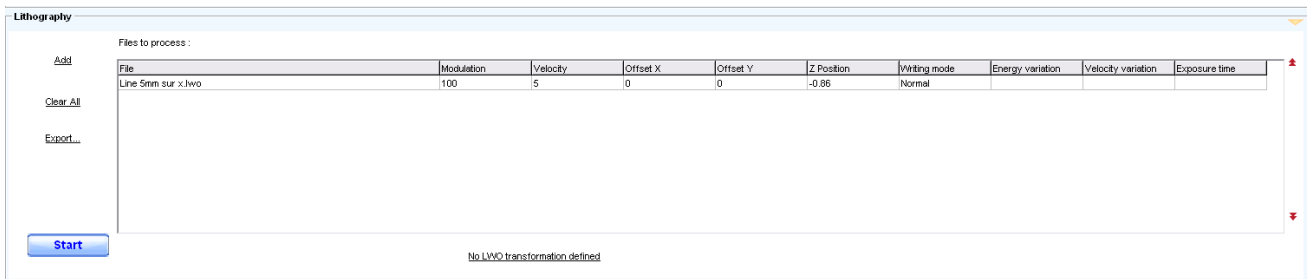 Lithography
Files to process :
Add
File Modulation Velocity Offset X Offset Y Z Position Writing mode Energy variation Velocity variation Exposure time
Line 5mm sur x.lwo 100 5 0 0 -0.86 Normal
Clear All
Export...
Start
No LWO transformation defined